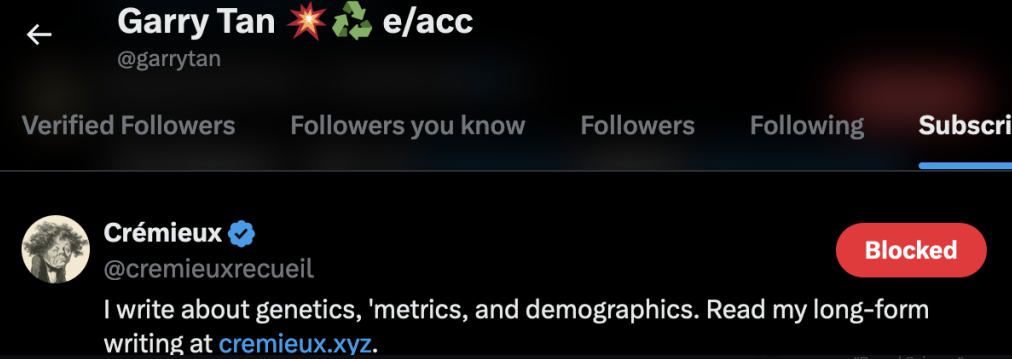 Garry Tan 💥♻️ e/acc
@garrytan
Verified Followers Followers you know Followers Following Subscri
Crémieux
@cremieuxrecueil
Blocked
I write about genetics, 'metrics, and demographics. Read my long-form
writing at cremieux.xyz.